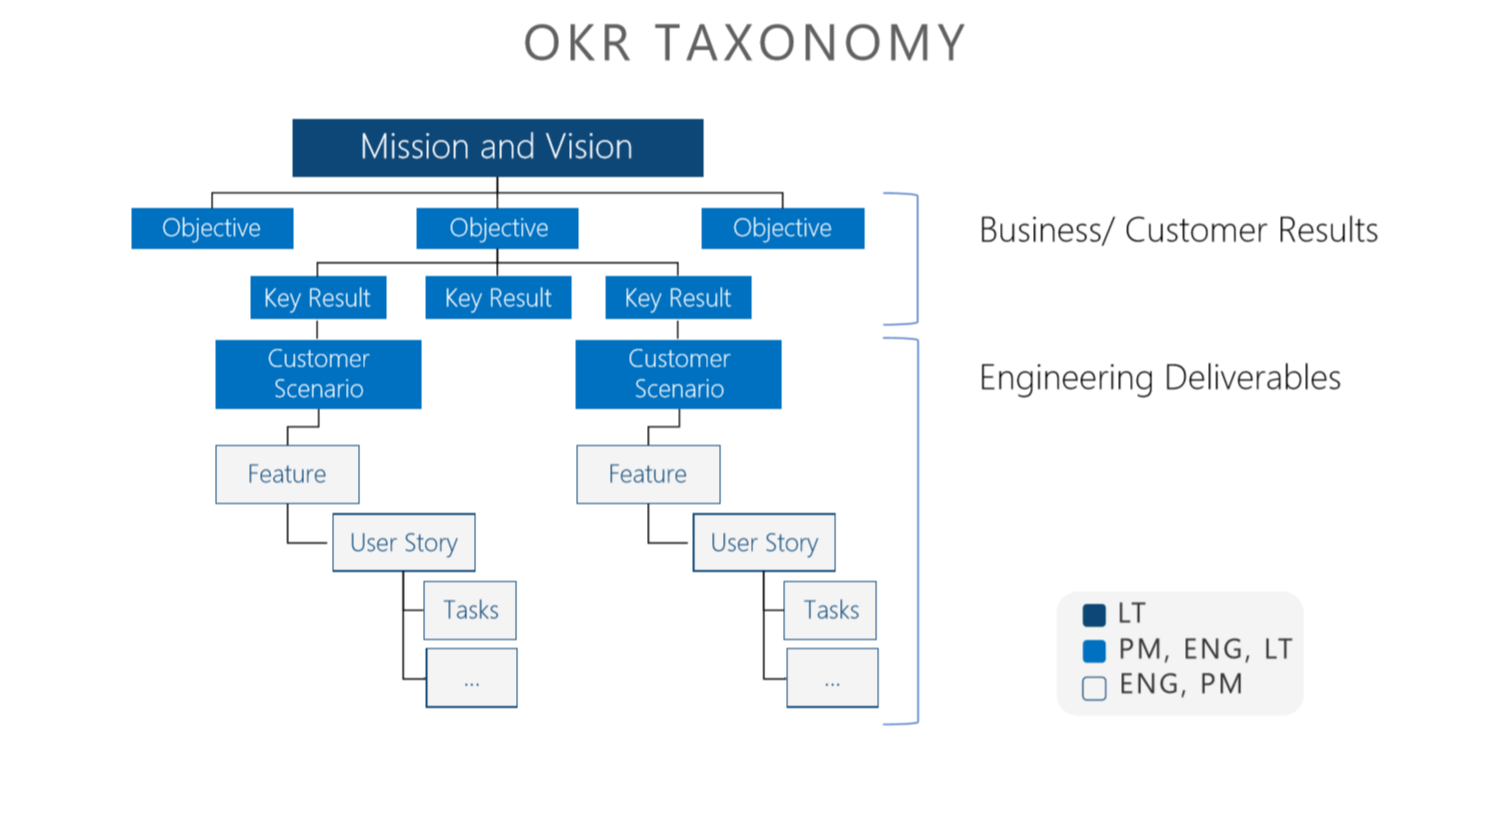 OKR TAXONOMY
Mission and Vision
Objective
Objective
Objective
Business/ Customer Results
Key Result
Key Result
Key Result
Customer
Scenario
Customer
Scenario
Engineering Deliverables
Feature
Feature
User Story
User Story
Tasks
Tasks
...
...
LT
PM, ENG, LT
ENG, PM